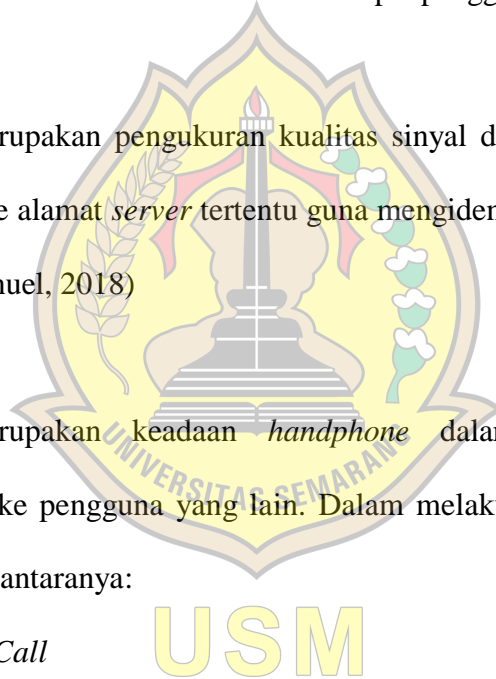 rupakan pengukuran kualitas sinyal d
e alamat server tertentu guna mengiden
nuel, 2018)
rupakan keadaan handphone dalam
ke pengguna yang lain. Dalam melak
antaranya:
Call
UNIVERSITAS SEMARANG
USM